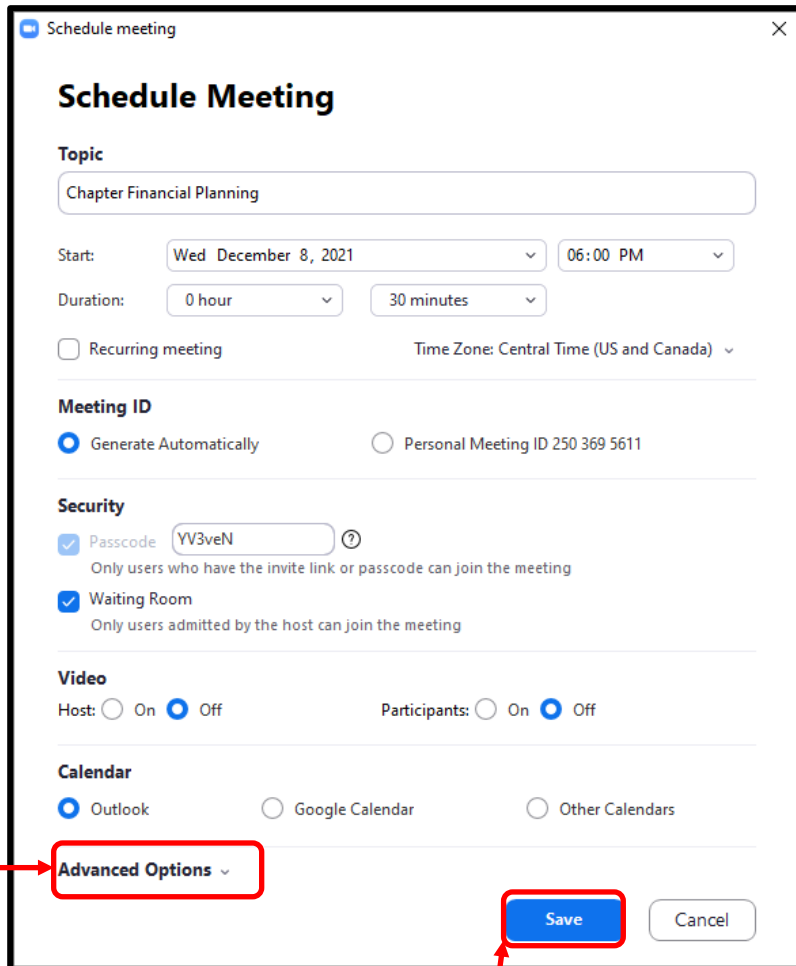 Schedule meeting
Schedule Meeting
Topic
Chapter Financial Planning
Start: Wed December 8, 2021 06:00 PM
Duration: 0 hour 30 minutes
Recurring meeting Time Zone: Central Time (US and Canada)
Meeting ID
Generate Automatically Personal Meeting ID 250 369 5611
Security
Passcode YV3veN ?
Only users who have the invite link or passcode can join the meeting
Waiting Room
Only users admitted by the host can join the meeting
Video
Host: On Off Participants: On Off
Calendar
Outlook Google Calendar Other Calendars
Advanced Options
Save Cancel